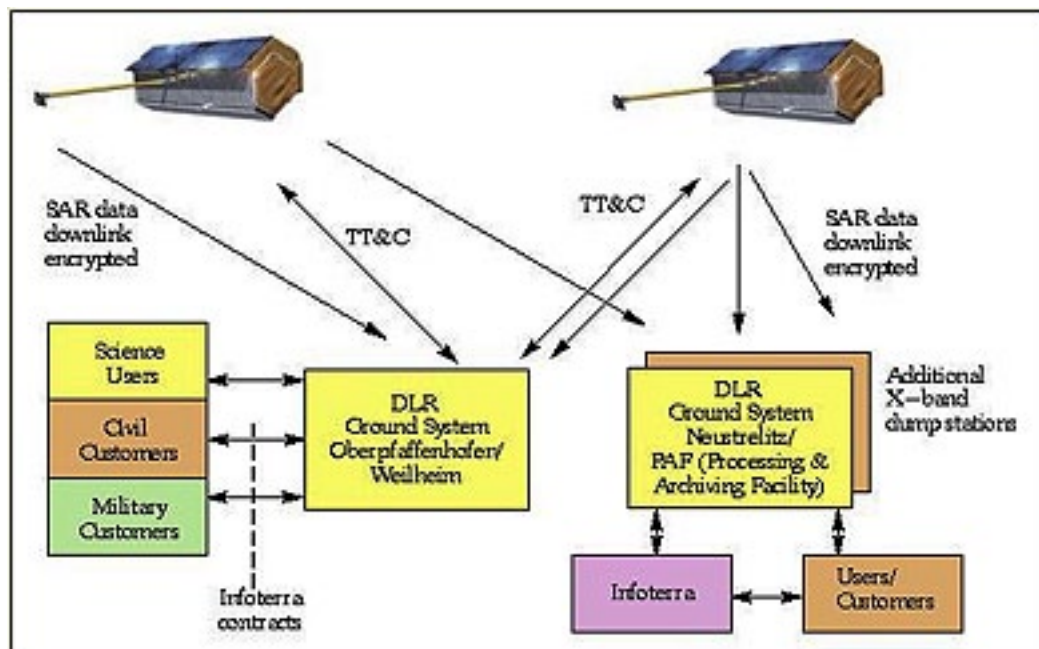 SAR data
downlink
encrypted
TT&C
TT&C
SAR data
downlink
encrypted
Science
Users
Civil
Customers
Military
Customers
DLR
Ground System
Oberpfaffenhofen/
Weilheim
Infoterra
contracts
DLR
Ground System
Neustrelitz/
PAF (Processing &
Archiving Facility)
Additional
X-band
dump stations
Infoterra
Users/
Customers